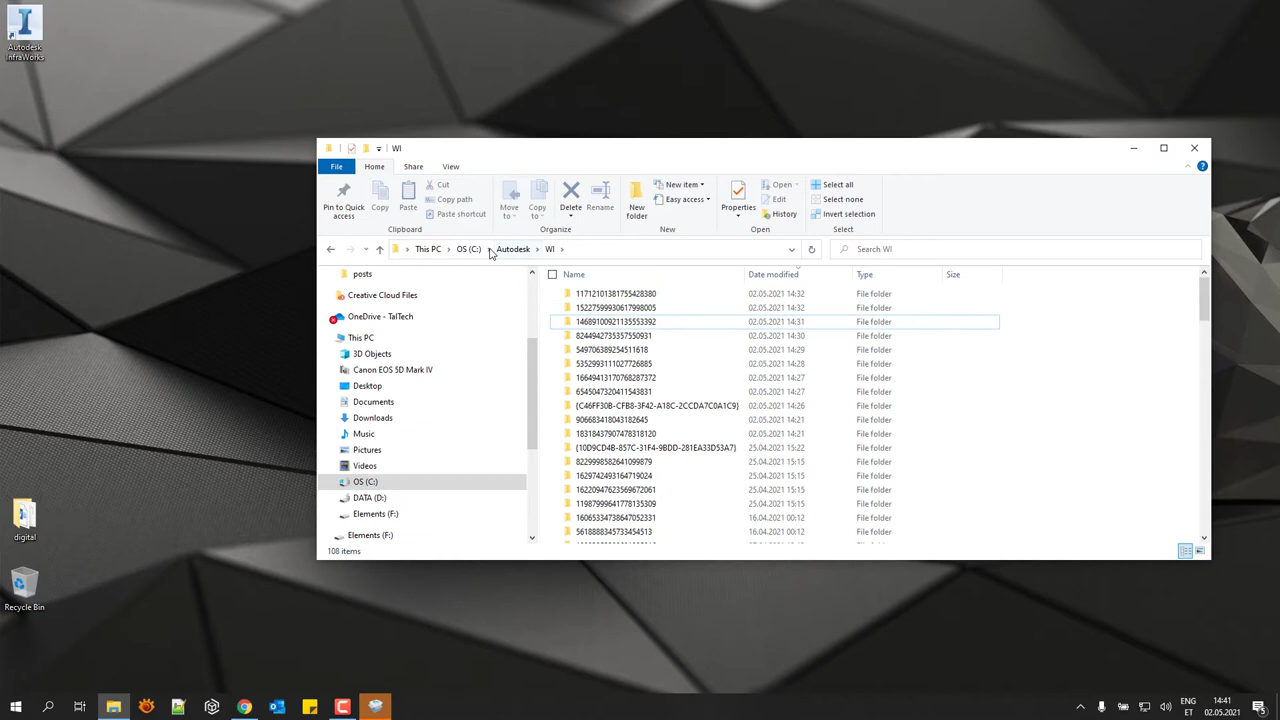 Autodesk
InfraWorks
WI
File
Home
Share
View
Pin to Quick
access
Copy
Paste
Cut
Copy path
Paste shortcut
Clipboard
Move
to
Copy
to
Delete
Rename
Organize
New
folder
New item
Easy access
New
Properties
Open
Edit
History
Open
Select all
Select none
Invert selection
Select
This PC
OS (C:)
Autodesk
WI
Search WI
posts
Creative Cloud Files
OneDrive - TalTech
This PC
3D Objects
Canon EOS 5D Mark IV
Desktop
Documents
Downloads
Music
Pictures
Videos
OS (C:)
DATA (D:)
Elements (F:)
Elements (F:)
Name Date modified Type Size
11712101381755428380 02.05.2021 14:32 File folder
15227599930617998005 02.05.2021 14:32 File folder
14689100921135553392 02.05.2021 14:31 File folder
8244942735357550931 02.05.2021 14:30 File folder
549706389254511618 02.05.2021 14:29 File folder
5352993111027726885 02.05.2021 14:28 File folder
16649413170768287372 02.05.2021 14:27 File folder
6545047320411543831 02.05.2021 14:27 File folder
{C46FF30B-CFB8-3F42-A18C-2CCDA7C0A1C9} 02.05.2021 14:26 File folder
906683418043182645 02.05.2021 14:21 File folder
18318437907478318120 02.05.2021 14:21 File folder
{10D9CD4B-857C-31F4-9BDD-281EA33D53A7} 25.04.2021 15:22 File folder
8229998582641099879 25.04.2021 15:15 File folder
1629742493164719024 25.04.2021 15:15 File folder
16220947623569672061 25.04.2021 15:15 File folder
11987999641778135309 25.04.2021 15:15 File folder
16065334738647052331 16.04.2021 00:12 File folder
5618888345733454513 16.04.2021 00:12 File folder
108 items
digital
Recycle Bin
ENG
ET
14:41
02.05.2021
5